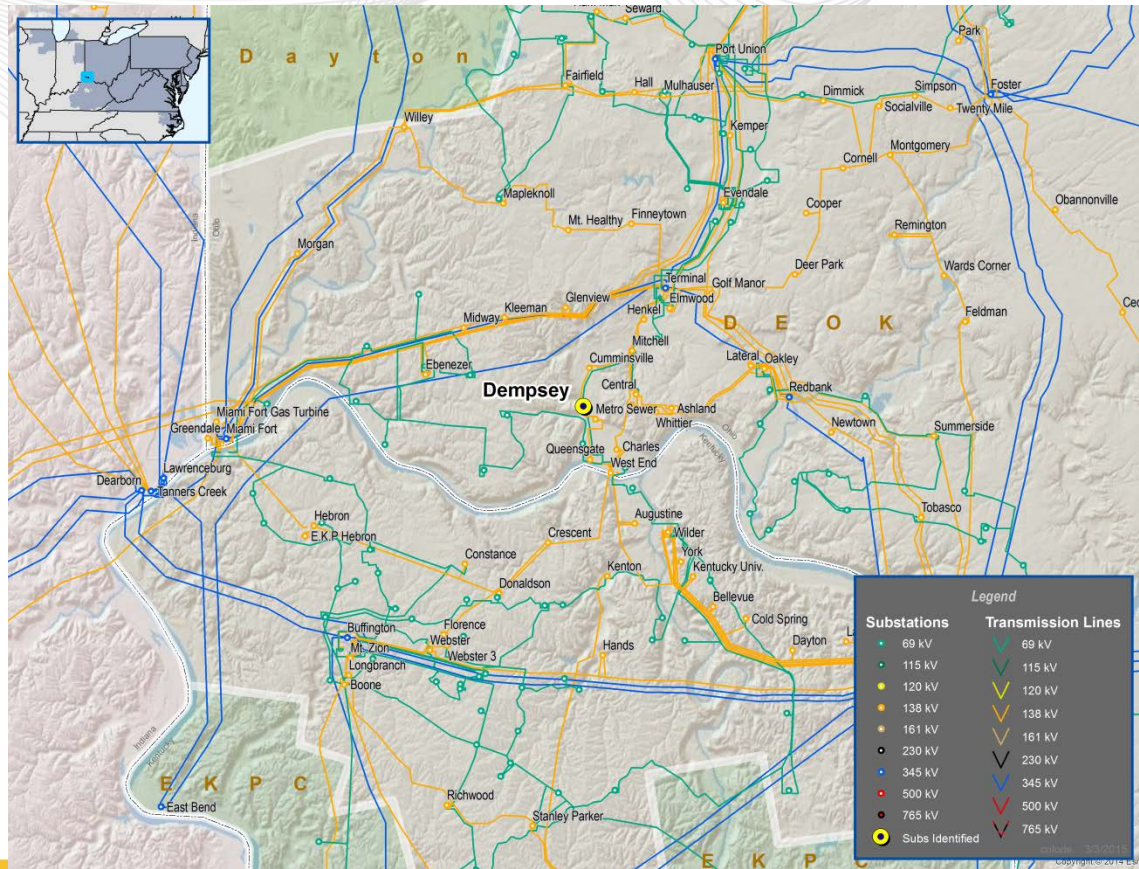 Seward
D a y t o n
Park
Port Union
Fairfield
Hall
Mulhauser
Dimmick
Simpson
Foster
Socialville
Twenty Mile
Willey
Kemper
Montgomery
Cornell
Mapleknoll
Evendale
Obannonville
Cooper
Mt. Healthy
Finneytown
Remington
Indiana
Ohio
Morgan
Deer Park
Wards Corner
Terminal
Golf Manor
Elmwood
Glenview
Kleeman
Midway
Henkel
D E O K
Feldman
Mitchell
Cumminsville
Lateral
Oakley
Ebenezer
Central
Redbank
Dempsey
Metro Sewer
Ashland
Whittier
Miami Fort Gas Turbine
Greendale
Miami Fort
Newtown
Summerside
Ohio
Kentucky
Queensgate
Charles
West End
Lawrenceburg
Dearborn
Tanners Creek
Hebron
E.K.P. Hebron
Augustine
Tobasco
Crescent
Wilder
York
Constance
Kenton
Kentucky Univ.
Donaldson
Bellevue
Cold Spring
Florence
Buffington
Webster
Mt. Zion
Webster 3
Hands
Dayton
Longbranch
Boone
Indiana
Kentucky
E K P C
East Bend
Richwood
Stanley Parker
E K P C
Legend
Substations
Transmission Lines
69 kV
69 kV
115 kV
115 kV
120 kV
120 kV
138 kV
138 kV
161 kV
161 kV
230 kV
230 kV
345 kV
345 kV
500 kV
500 kV
765 kV
765 kV
Subs Identified